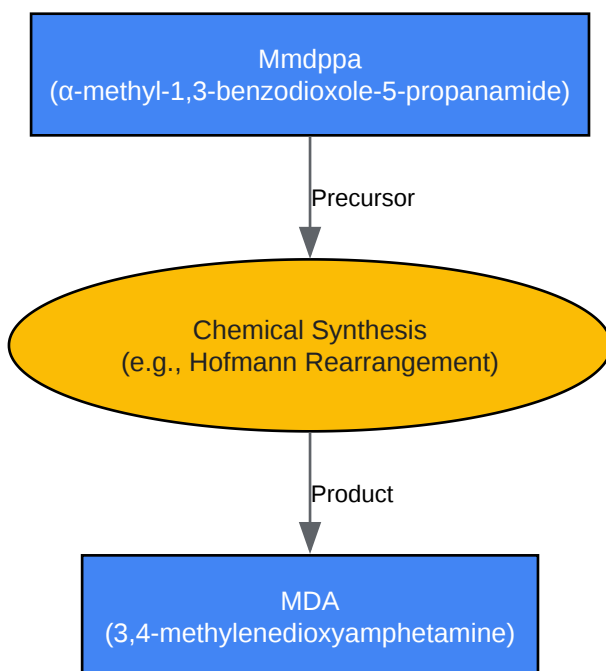 Mmdppa
(α-methyl-1,3-benzodioxole-5-propanamide)
Precursor
Chemical Synthesis
(e.g., Hofmann Rearrangement)
Product
MDA
(3,4-methylenedioxyamphetamine)